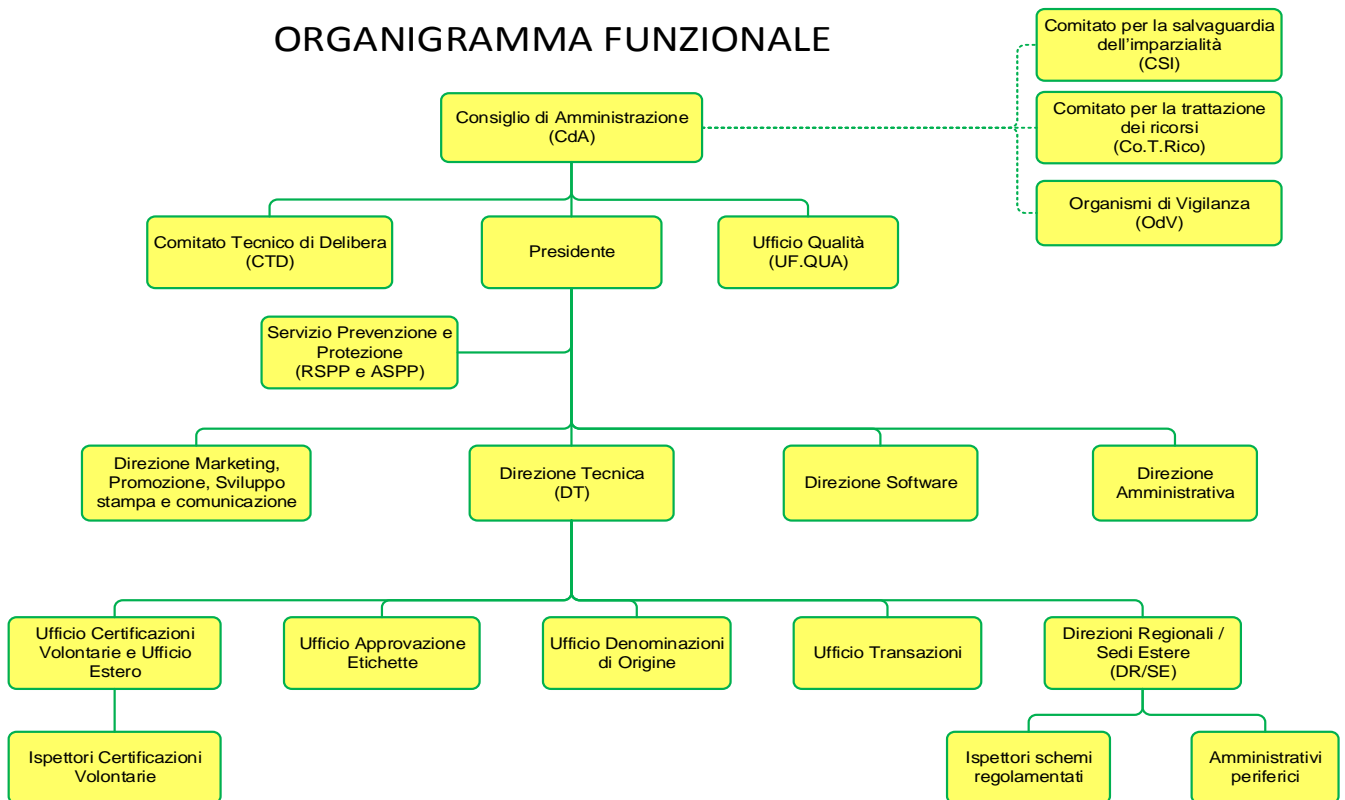 ORGANIGRAMMA FUNZIONALE
Comitato per la salvaguardia
dell'imparzialità
(CSI)
Consiglio di Amministrazione
(CdA)
Comitato per la trattazione
dei ricorsi
(Co.T.Rico)
Organismi di Vigilanza
(OdV)
Comitato Tecnico di Delibera
(CTD)
Presidente
Ufficio Qualità
(UF.QUA)
Servizio Prevenzione e
Protezione
(RSPP e ASPP)
Direzione Marketing,
Promozione, Sviluppo
stampa e comunicazione
Direzione Tecnica
(DT)
Direzione Software
Direzione
Amministrativa
Ufficio Certificazioni
Volontarie e Ufficio
Estero
Ufficio Approvazione
Etichette
Ufficio Denominazioni
di Origine
Ufficio Transazioni
Direzioni Regionali /
Sedi Estere
(DR/SE)
Ispettori Certificazioni
Volontarie
Ispettori schemi
regolamentati
Amministrativi
periferici